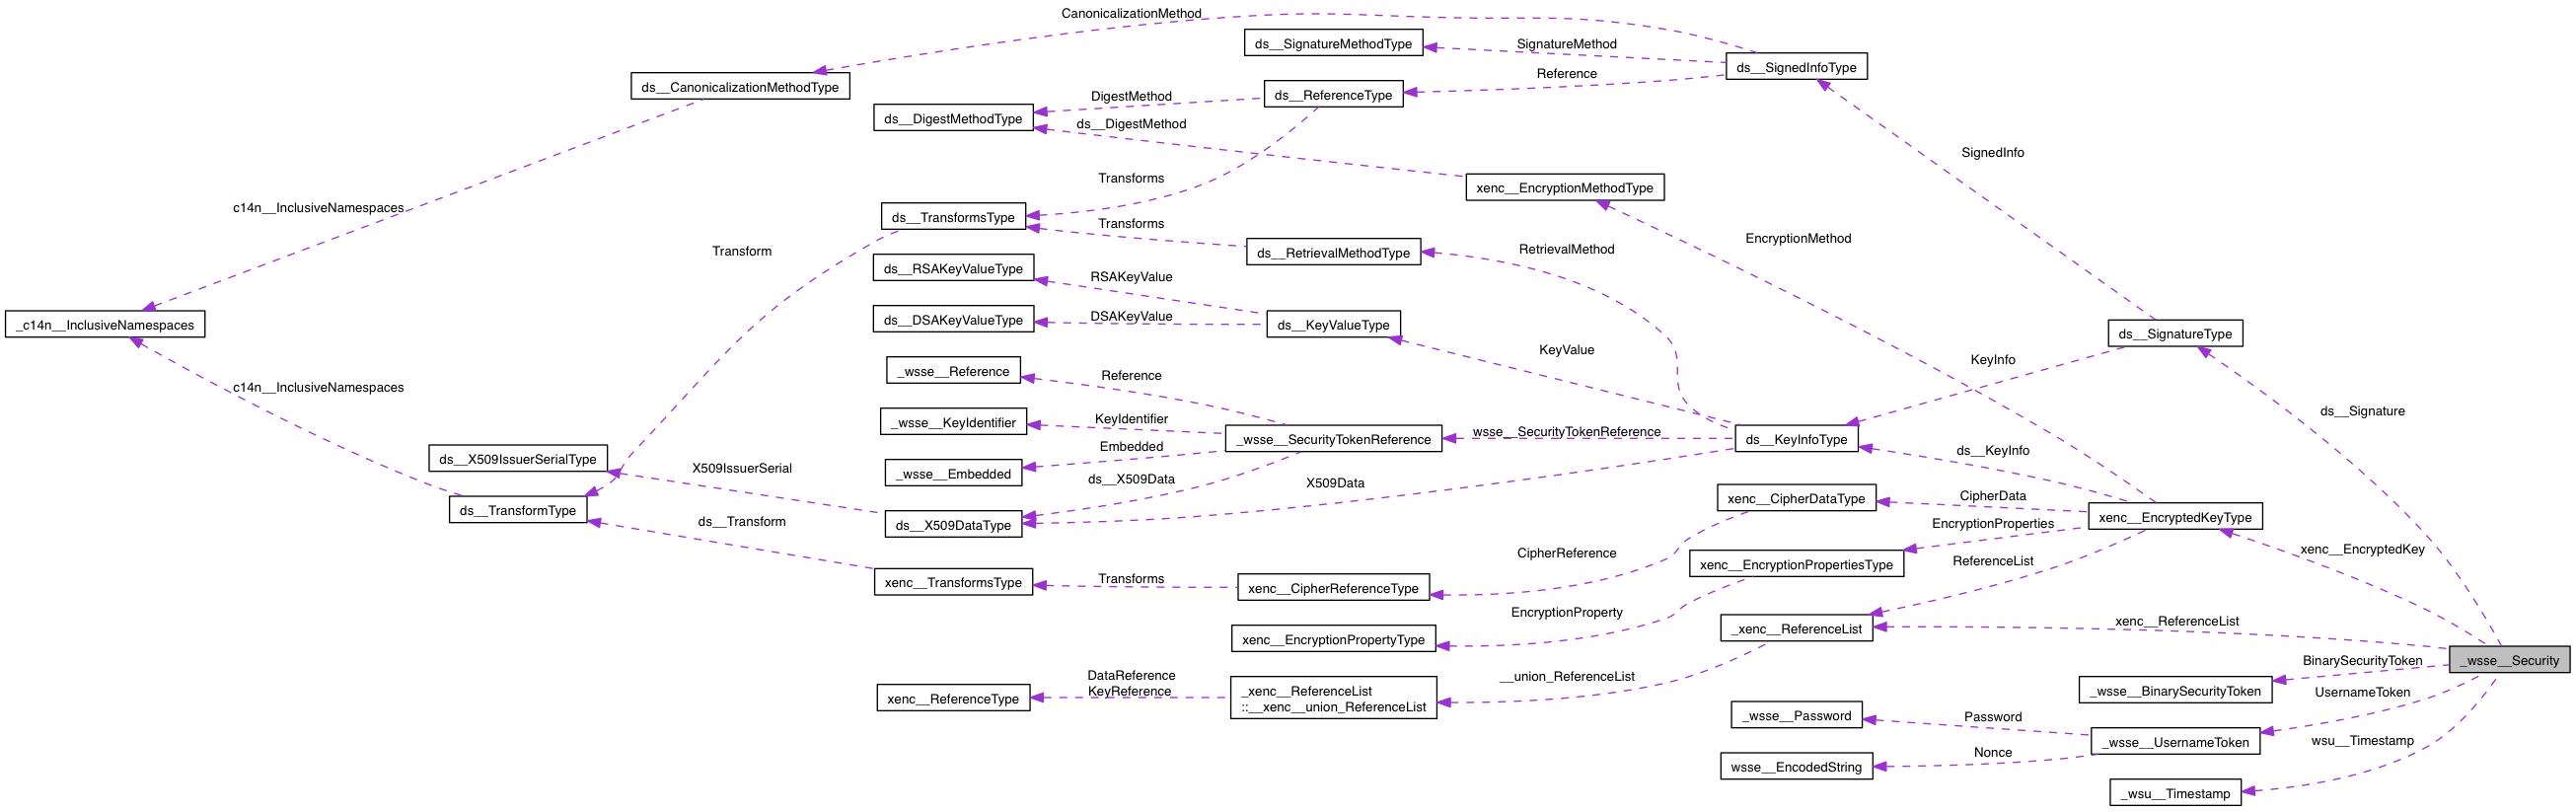 CanonicalizationMethod
ds__SignatureMethodType
SignatureMethod
ds__SignedInfoType
Reference
ds__CanonicalizationMethodType
DigestMethod
ds__ReferenceType
ds__DigestMethodType
ds__DigestMethod
SignedInfo
Transforms
xenc__EncryptionMethodType
c14n__InclusiveNamespaces
ds__TransformsType
Transforms
EncryptionMethod
Transform
RetrievalMethod
ds__RetrievalMethodType
ds__RSAKeyValueType
RSAKeyValue
_c14n__InclusiveNamespaces
ds__DSAKeyValueType
DSAKeyValue
ds__KeyValueType
ds__SignatureType
KeyValue
KeyInfo
_wsse__Reference
Reference
c14n__InclusiveNamespaces
ds__Signature
_wsse__KeyIdentifier
KeyIdentifier
_wsse__SecurityTokenReference
wsse__SecurityTokenReference
ds__KeyInfoType
Embedded
ds__KeyInfo
ds__X509IssuerSerialType
X509IssuerSerial
_wsse__Embedded
ds__X509Data
X509Data
xenc__CipherDataType
CipherData
ds__TransformType
ds__Transform
ds__X509DataType
xenc__EncryptedKeyType
EncryptionProperties
CipherReference
xenc__EncryptedKey
xenc__EncryptionPropertiesType
ReferenceList
xenc__TransformsType
Transforms
xenc__CipherReferenceType
EncryptionProperty
_xenc__ReferenceList
xenc__ReferenceList
xenc__EncryptionPropertyType
_wsse__Security
BinarySecurityToken
DataReference
KeyReference
__union_ReferenceList
_wsse__BinarySecurityToken
UsernameToken
xenc__ReferenceType
_xenc__ReferenceList
::__xenc__union_ReferenceList
_wsse__Password
Password
_wsse__UsernameToken
wsu__Timestamp
Nonce
wsse__EncodedString
_wsu__Timestamp